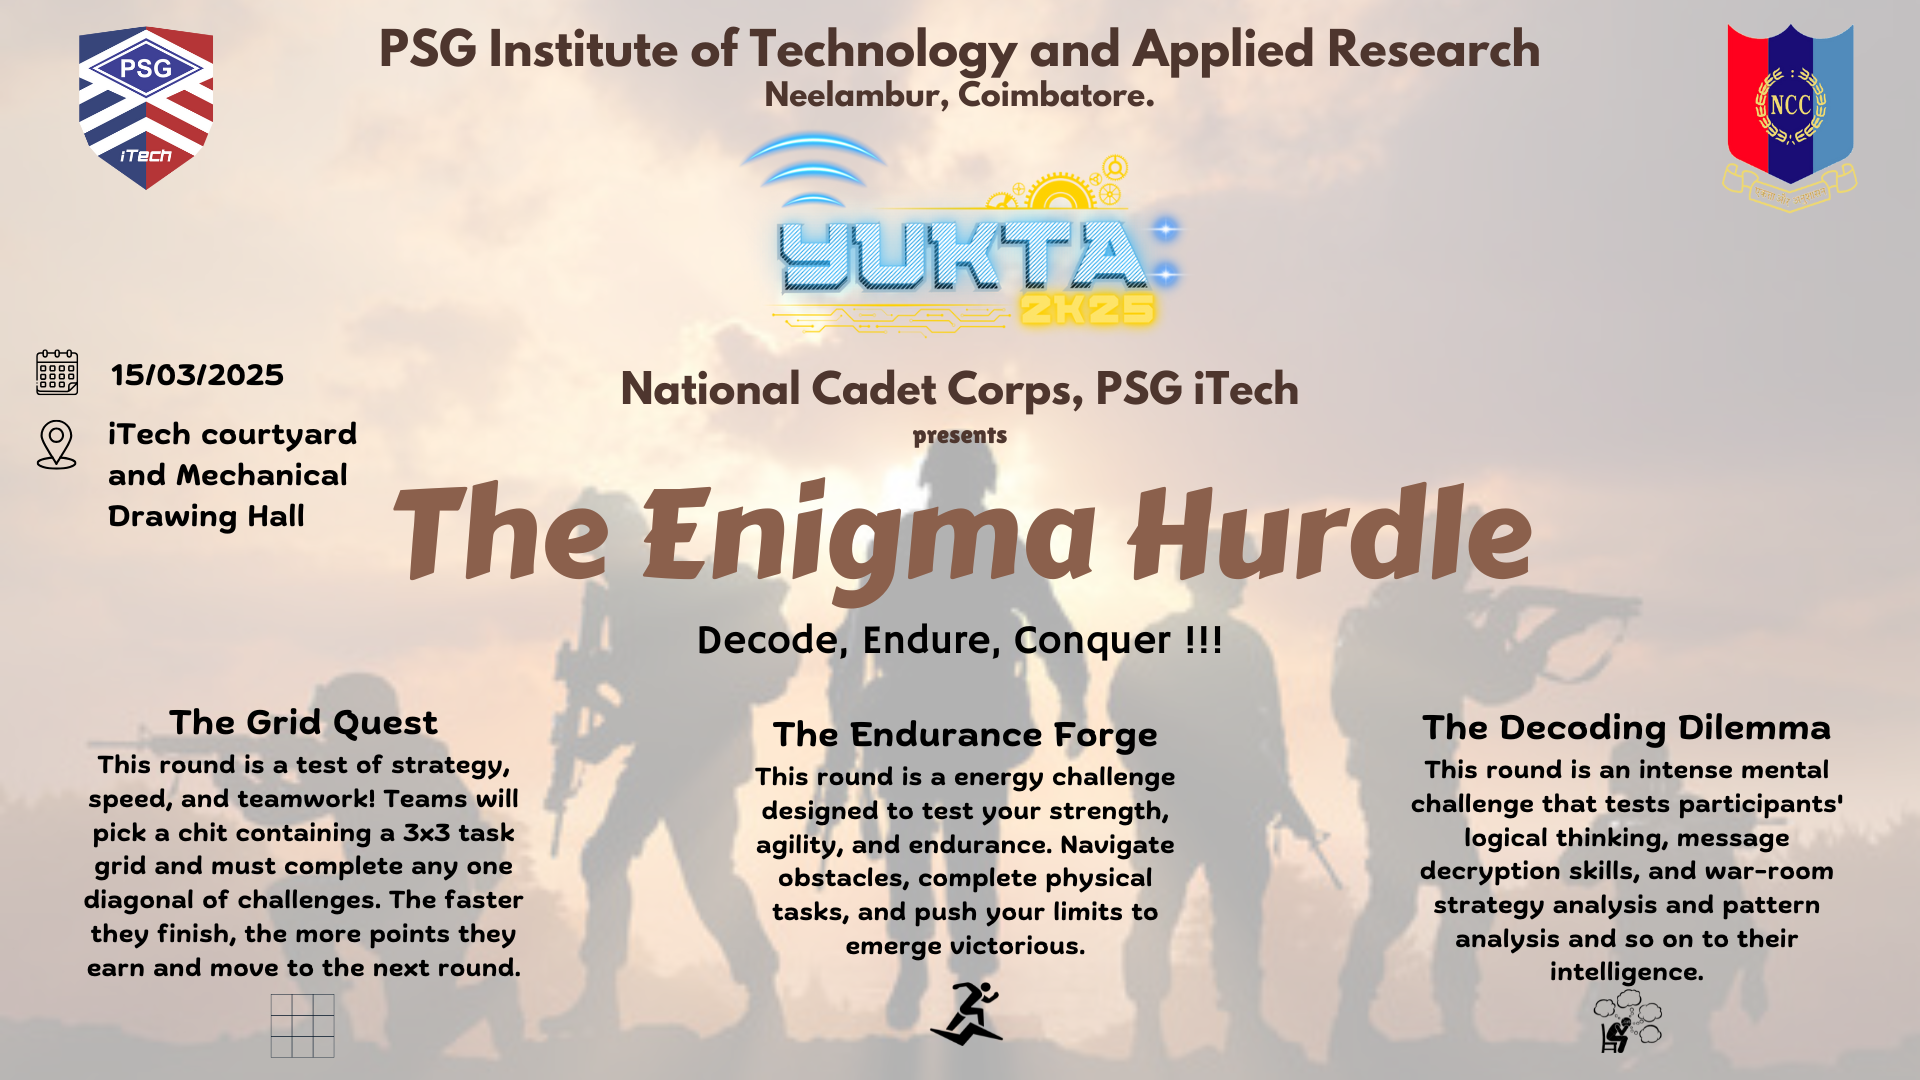 PSG Institute of Technology and Applied Research
Neelambur, Coimbatore.
PSG
iTech
NCC
YUKTA
2K25
15/03/2025
iTech courtyard
and Mechanical
Drawing Hall
National Cadet Corps, PSG iTech
presents
The Enigma Hurdle
Decode, Endure, Conquer !!!
The Grid Quest
This round is a test of strategy,
speed, and teamwork! Teams will
pick a chit containing a 3x3 task
grid and must complete any one
diagonal of challenges. The faster
they finish, the more points they
earn and move to the next round.
The Endurance Forge
This round is a energy challenge
designed to test your strength,
agility, and endurance. Navigate
obstacles, complete physical
tasks, and push your limits to
emerge victorious.
The Decoding Dilemma
This round is an intense mental
challenge that tests participants'
logical thinking, message
decryption skills, and war-room
strategy analysis and pattern
analysis and so on to their
intelligence.